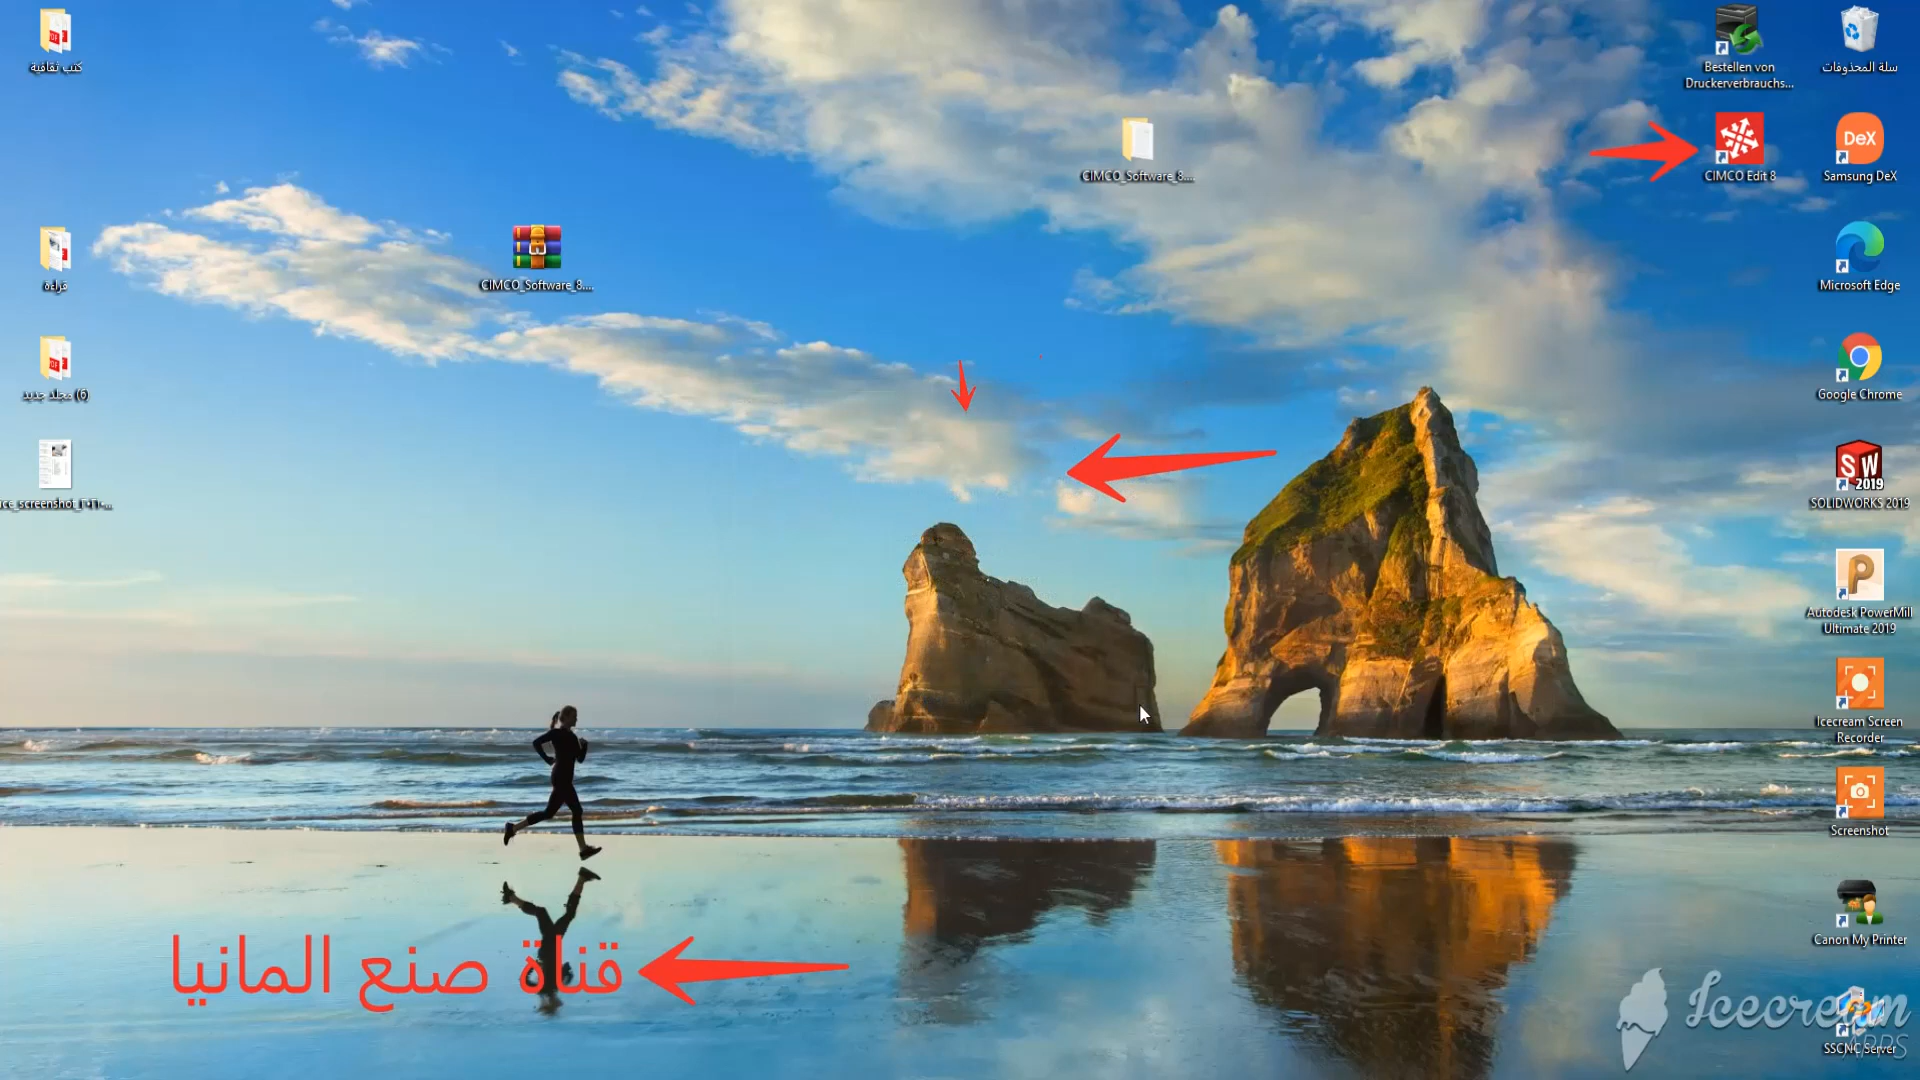 كتب ثقافية
Bestellen von
Druckerverbrauchs...
سلة المحذوفات
CIMCO_Software_8....
CIMCO Edit 8
DeX
Samsung DeX
قراءة
CIMCO_Software_8....
Microsoft Edge
مجلد جديد (6)
Google Chrome
SW
2019
SOLIDWORKS 2019
P
Autodesk PowerMill
Ultimate 2019
Icecream Screen
Recorder
Screenshot
Canon My Printer
قناة صنع المانيا
Icecream
APPS
SSCNC Server